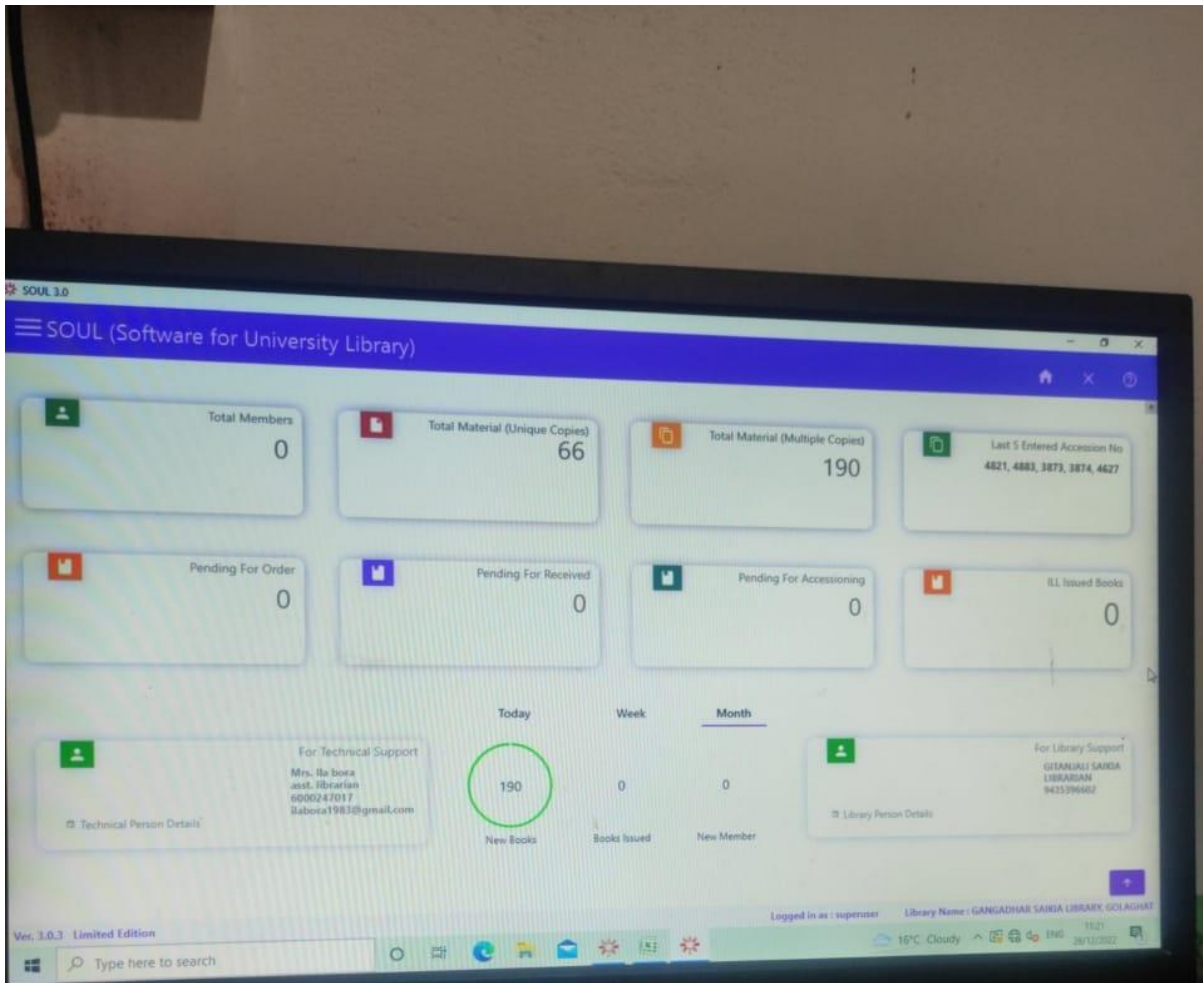 SOUL 3.0
SOUL (Software for University Library)
Total Members
0
Total Material (Unique Copies)
66
Total Material (Multiple Copies)
190
Last 5 Entered Accession No
4821, 4883, 3873, 3874, 4627
Pending For Order
0
Pending For Received
0
Pending For Accessioning
0
ILL Issued Books
0
Today Week Month
For Technical Support
Mrs. Ila bora
asst. librarian
6000247017
ilabora1983@gmail.com
Technical Person Details
190
New Books
0
Books Issued
0
New Member
For Library Support
GITANJALI SAIKIA
LIBRARIAN
9435396602
Library Person Details
Logged in as : superuser
Library Name : GANGADHAR SAIKIA LIBRARY, GOLAGHAT
Ver. 3.0.3 Limited Edition
Type here to search
16°C Cloudy
ENG
11:21
26/12/2022